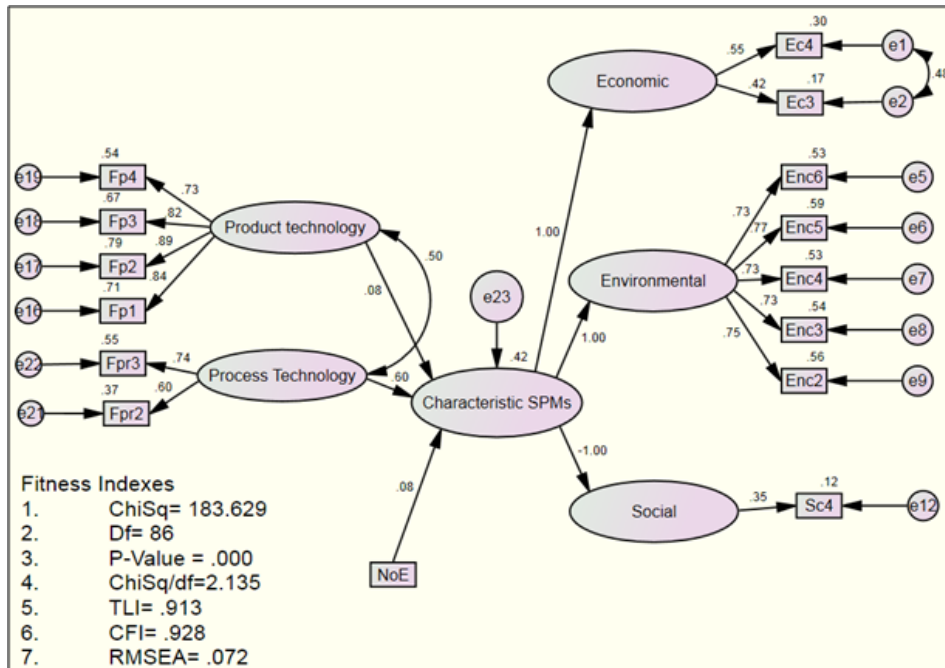 .30
.55
Ec4
e1
Economic
.48
.42
.17
Ec3
e2
.54
e19
Fp4
.73
.67
e18
Fp3
.82
Product technology
.79
.89
e17
Fp2
.84
.71
e16
Fp1
.50
.08
.55
e22
Fpr3
.74
Process Technology
.60
.37
.60
e21
Fpr2
e23
.42
Characteristic SPMs
1.00
.53
Enc6
e5
.73
.59
.77
Enc5
e6
Environmental
.53
.73
Enc4
e7
.73
.54
Enc3
e8
1.00
.75
.56
Enc2
e9
-1.00
.08
Social
.35
.12
Sc4
e12
NoE
Fitness Indexes
1. ChiSq= 183.629
2. Df= 86
3. P-Value = .000
4. ChiSq/df=2.135
5. TLI= .913
6. CFI= .928
7. RMSEA= .072